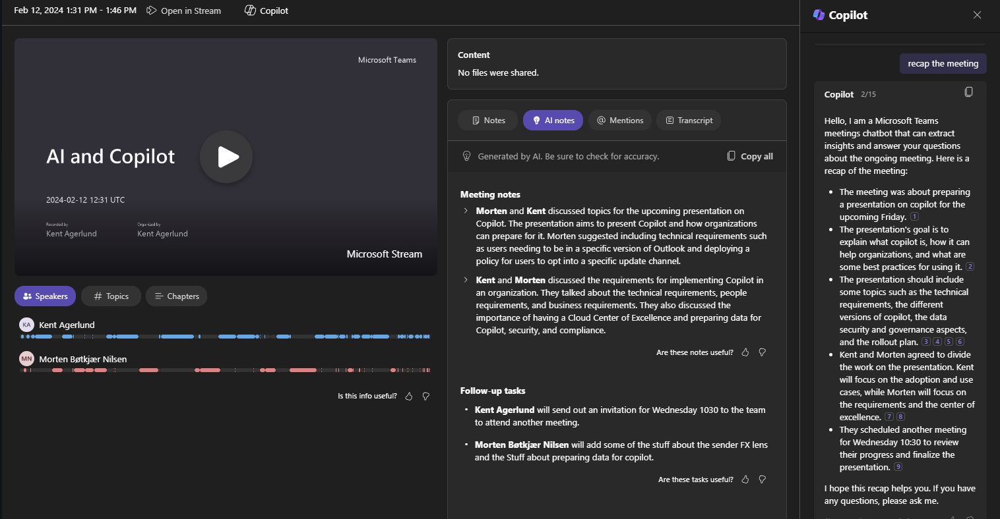 Feb 12, 2024 1:31 PM - 1:46 PM
Open in Stream
Copilot
Microsoft Teams
AI and Copilot
2024-02-12 12:31 UTC
Recorded by
Kent Agerlund
Organized by
Kent Agerlund
Microsoft Stream
Speakers
Topics
Chapters
KA
Kent Agerlund
MN
Morten Bøtkjær Nilsen
Is this info useful?
Content
No files were shared.
Notes
AI notes
Mentions
Transcript
Generated by AI. Be sure to check for accuracy.
Copy all
Meeting notes
Morten and Kent discussed topics for the upcoming presentation on
Copilot. The presentation aims to present Copilot and how organizations
can prepare for it. Morten suggested including technical requirements such
as users needing to be in a specific version of Outlook and deploying a
policy for users to opt into a specific update channel.
Kent and Morten discussed the requirements for implementing Copilot in
an organization. They talked about the technical requirements, people
requirements, and business requirements. They also discussed the
importance of having a Cloud Center of Excellence and preparing data for
Copilot, security, and compliance.
Are these notes useful?
Follow-up tasks
Kent Agerlund will send out an invitation for Wednesday 1030 to the team
to attend another meeting.
Morten Bøtkjær Nilsen will add some of the stuff about the sender FX lens
and the Stuff about preparing data for copilot.
Are these tasks useful?
Copilot
recap the meeting
Copilot 2/15
Hello, I am a Microsoft Teams
meetings chatbot that can extract
insights and answer your questions
about the ongoing meeting. Here is a
recap of the meeting:
The meeting was about preparing
a presentation on copilot for the
upcoming Friday. 1
The presentation's goal is to
explain what copilot is, how it can
help organizations, and what are
some best practices for using it. 2
The presentation should include
some topics such as the technical
requirements, the different
versions of copilot, the data
security and governance aspects,
and the rollout plan. 3 4 5 6
Kent and Morten agreed to divide
the work on the presentation. Kent
will focus on the adoption and use
cases, while Morten will focus on
the requirements and the center of
excellence. 7 8
They scheduled another meeting
for Wednesday 10:30 to review
their progress and finalize the
presentation. 9
I hope this recap helps you. If you have
any questions, please ask me.